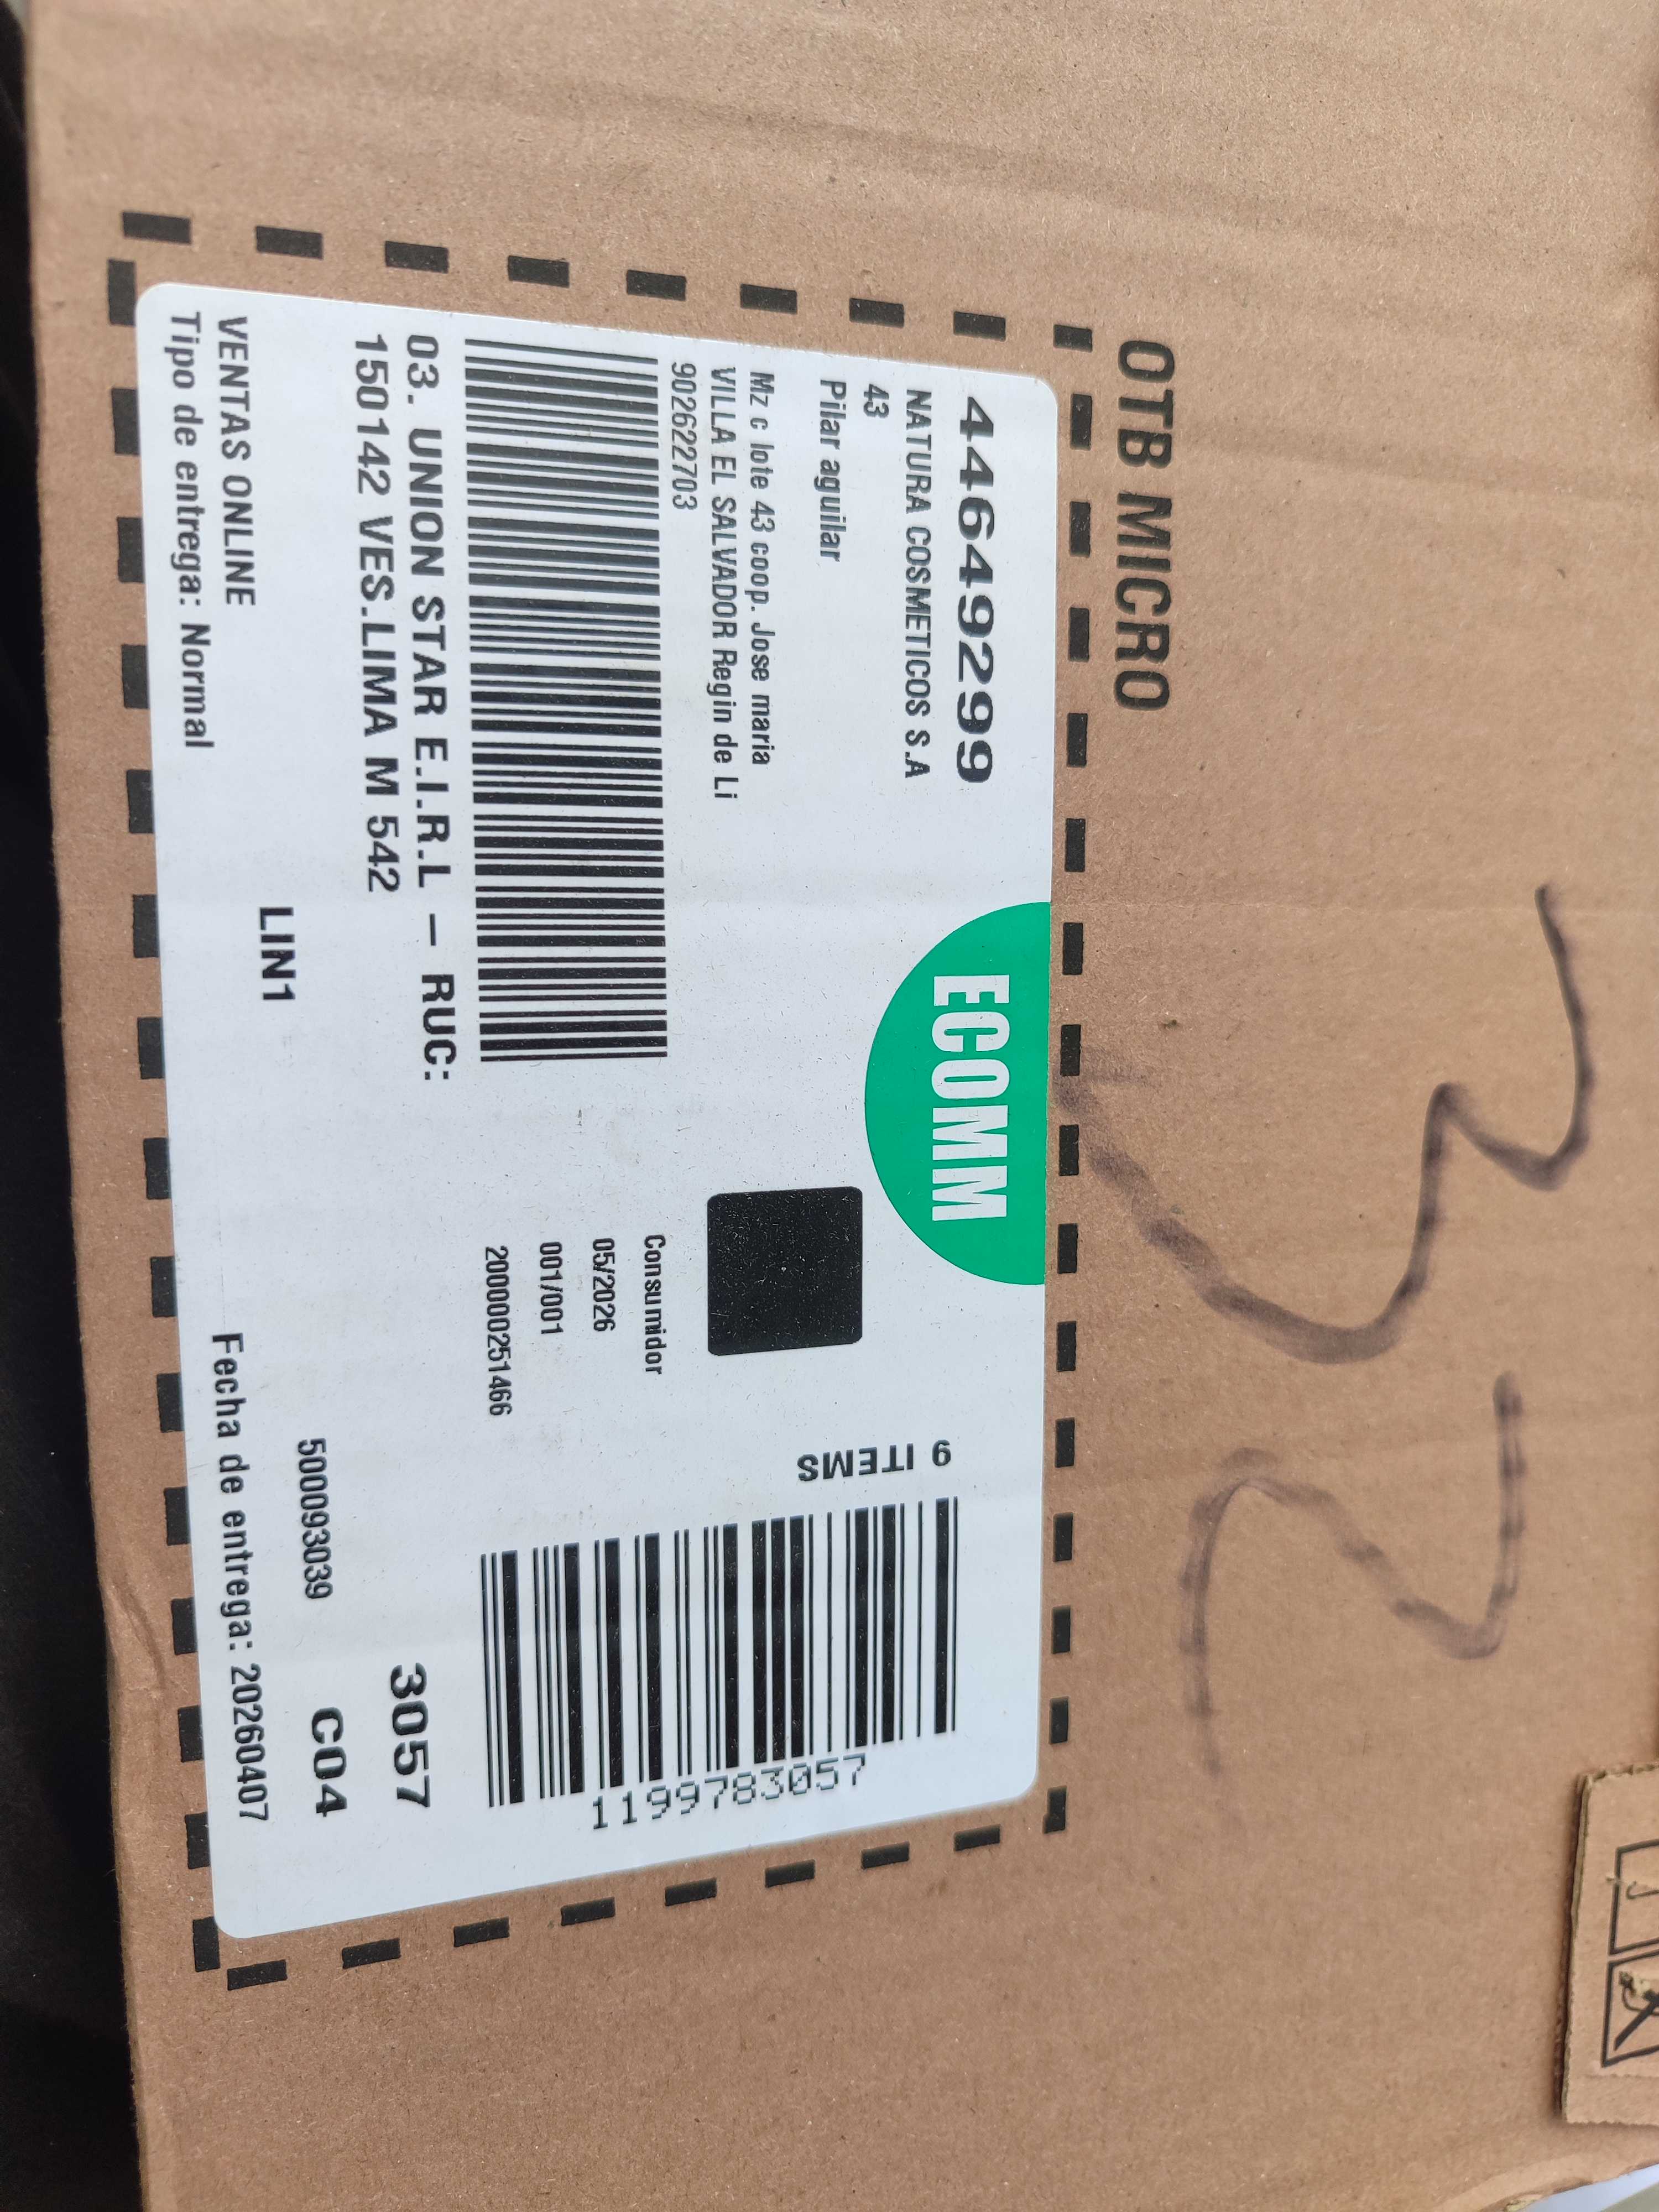 OTB MICRO
32
44649299
NATURA COSMETICOS S.A
43
Pilar aguilar
Mz c lote 43 coop. Jose maria
VILLA EL SALVADOR Regin de Li
902622703
ECOMM
9 ITEMS
1199783057
Consumidor
05/2026
001/001
2000000251466
03. UNION STAR E.I.R.L - RUC:
150142 VES.LIMA M 542
3057
LIN1
500093039
C04
VENTAS ONLINE
Tipo de entrega: Normal
Fecha de entrega: 20260407